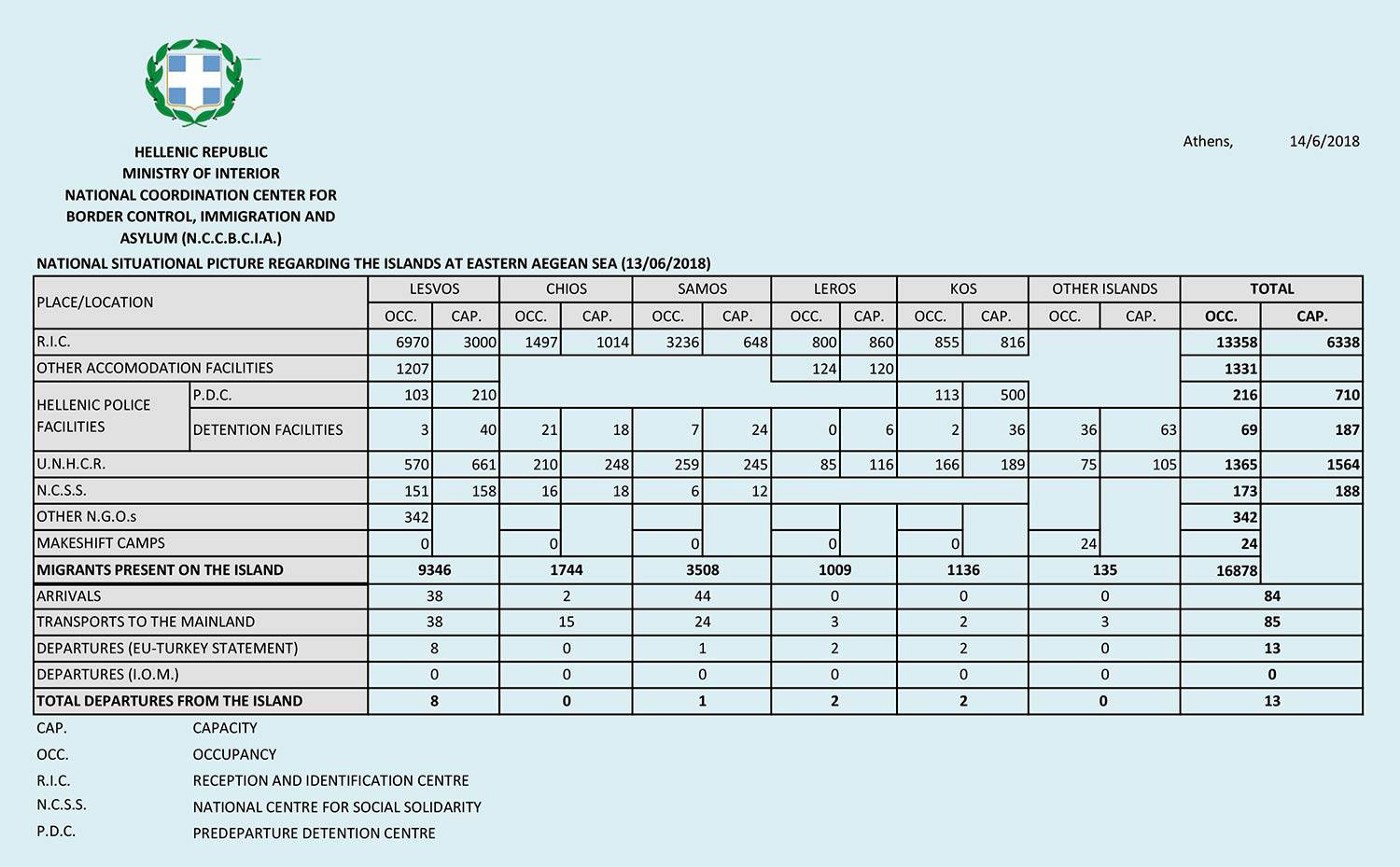 Athens, 14/6/2018
HELLENIC REPUBLIC
MINISTRY OF INTERIOR
NATIONAL COORDINATION CENTER FOR
BORDER CONTROL, IMMIGRATION AND
ASYLUM (N.C.C.B.C.I.A.)
NATIONAL SITUATIONAL PICTURE REGARDING THE ISLANDS AT EASTERN AEGEAN SEA (13/06/2018)
PLACE/LOCATION LESVOS CHIOS SAMOS LEROS KOS OTHER ISLANDS TOTAL
OCC. CAP. OCC. CAP. OCC. CAP. OCC. CAP. OCC. CAP. OCC. CAP. OCC. CAP.
R.I.C. 6970 3000 1497 1014 3236 648 800 860 855 816 13358 6338
OTHER ACCOMODATION FACILITIES 1207 124 120 1331
HELLENIC POLICE FACILITIES P.D.C. 103 210 113 500 216 710
DETENTION FACILITIES 3 40 21 18 7 24 0 6 2 36 36 63 69 187
U.N.H.C.R. 570 661 210 248 259 245 85 116 166 189 75 105 1365 1564
N.C.S.S. 151 158 16 18 6 12 173 188
OTHER N.G.O.s 342 342
MAKESHIFT CAMPS 0 0 0 0 0 24 24
MIGRANTS PRESENT ON THE ISLAND 9346 1744 3508 1009 1136 135 16878
ARRIVALS 38 2 44 0 0 0 84
TRANSPORTS TO THE MAINLAND 38 15 24 3 2 3 85
DEPARTURES (EU-TURKEY STATEMENT) 8 0 1 2 2 0 13
DEPARTURES (I.O.M.) 0 0 0 0 0 0 0
TOTAL DEPARTURES FROM THE ISLAND 8 0 1 2 2 0 13
CAP. CAPACITY
OCC. OCCUPANCY
R.I.C. RECEPTION AND IDENTIFICATION CENTRE
N.C.S.S. NATIONAL CENTRE FOR SOCIAL SOLIDARITY
P.D.C. PREDEPARTURE DETENTION CENTRE